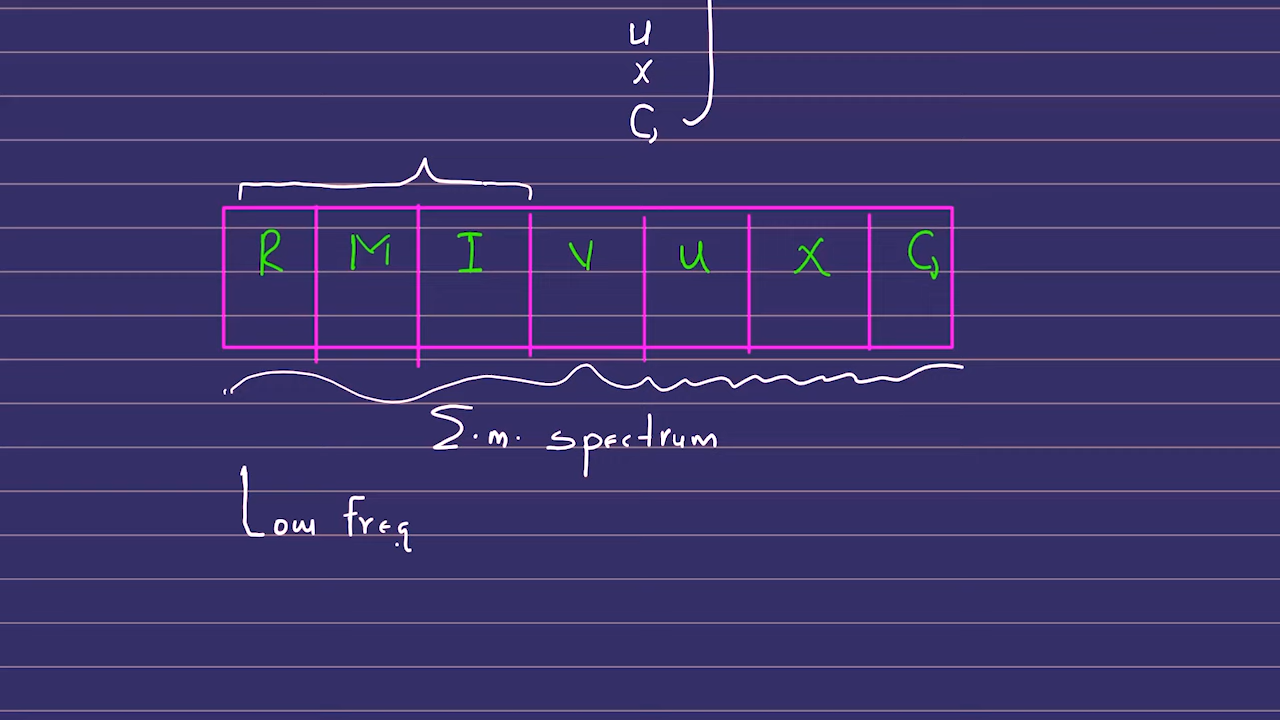 U
X
G
R M I V U X G
E.m. spectrum
Low freq